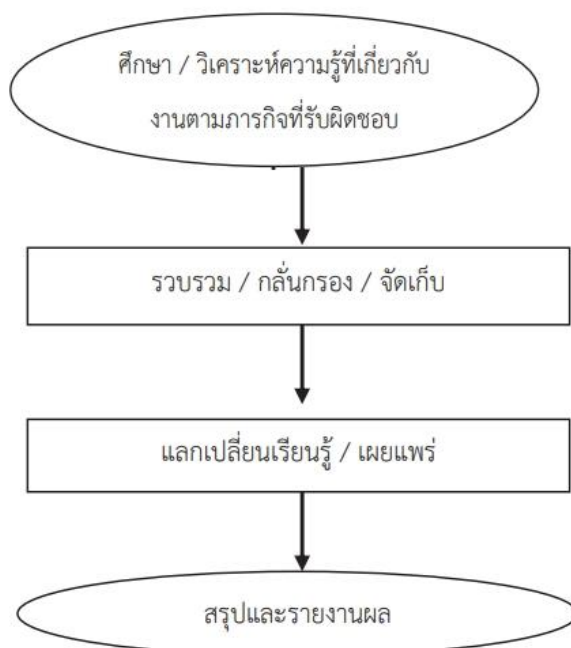 ศึกษา / วิเคราะห์ความรู้ที่เกี่ยวกับ
งานตามภารกิจที่รับผิดชอบ
รวบรวม / กลั่นกรอง / จัดเก็บ
แลกเปลี่ยนเรียนรู้ / เผยแพร่
สรุปและรายงานผล